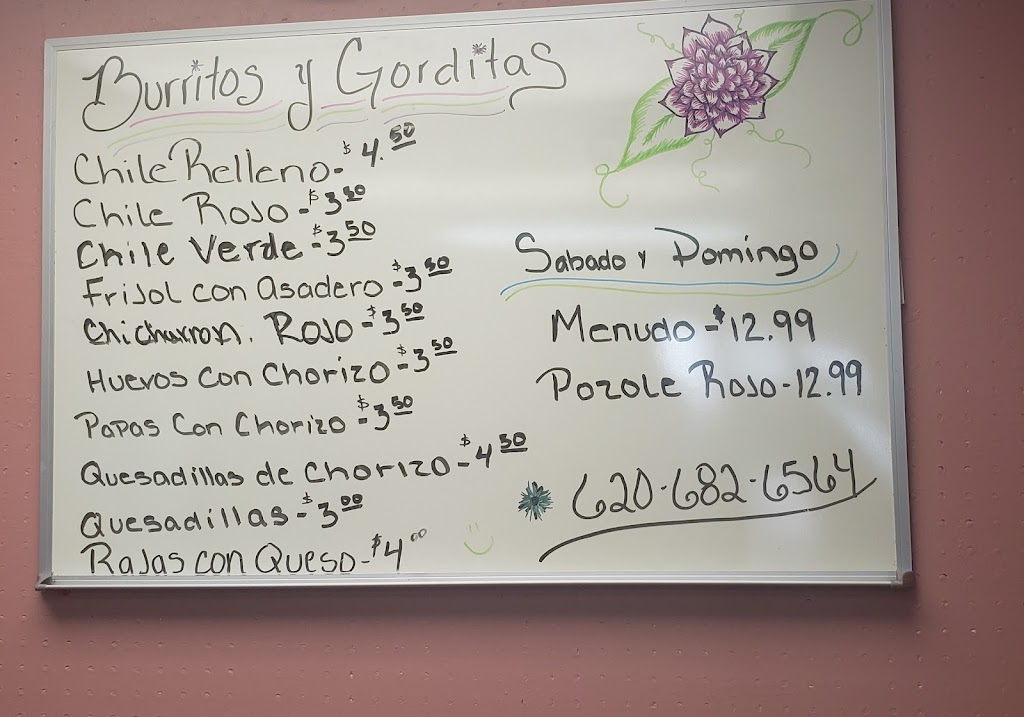 Burritos y Gorditas
Chile Relleno-$4.50
Chile Rojo-$3 50
Chile Verde-$3 50
Frijol con Asadero-$3 50
Chicharron. Rojo-$3 50
Huevos Con Chorizo-$3 50
Papas Con Chorizo-$3 50
Quesadillas de Chorizo-$4 50
Quesadillas-$3 00
Rajas con Queso-$4 00
Sabado y Domingo
Menudo-$12.99
Pozole Rojo-12.99
620-682-6564